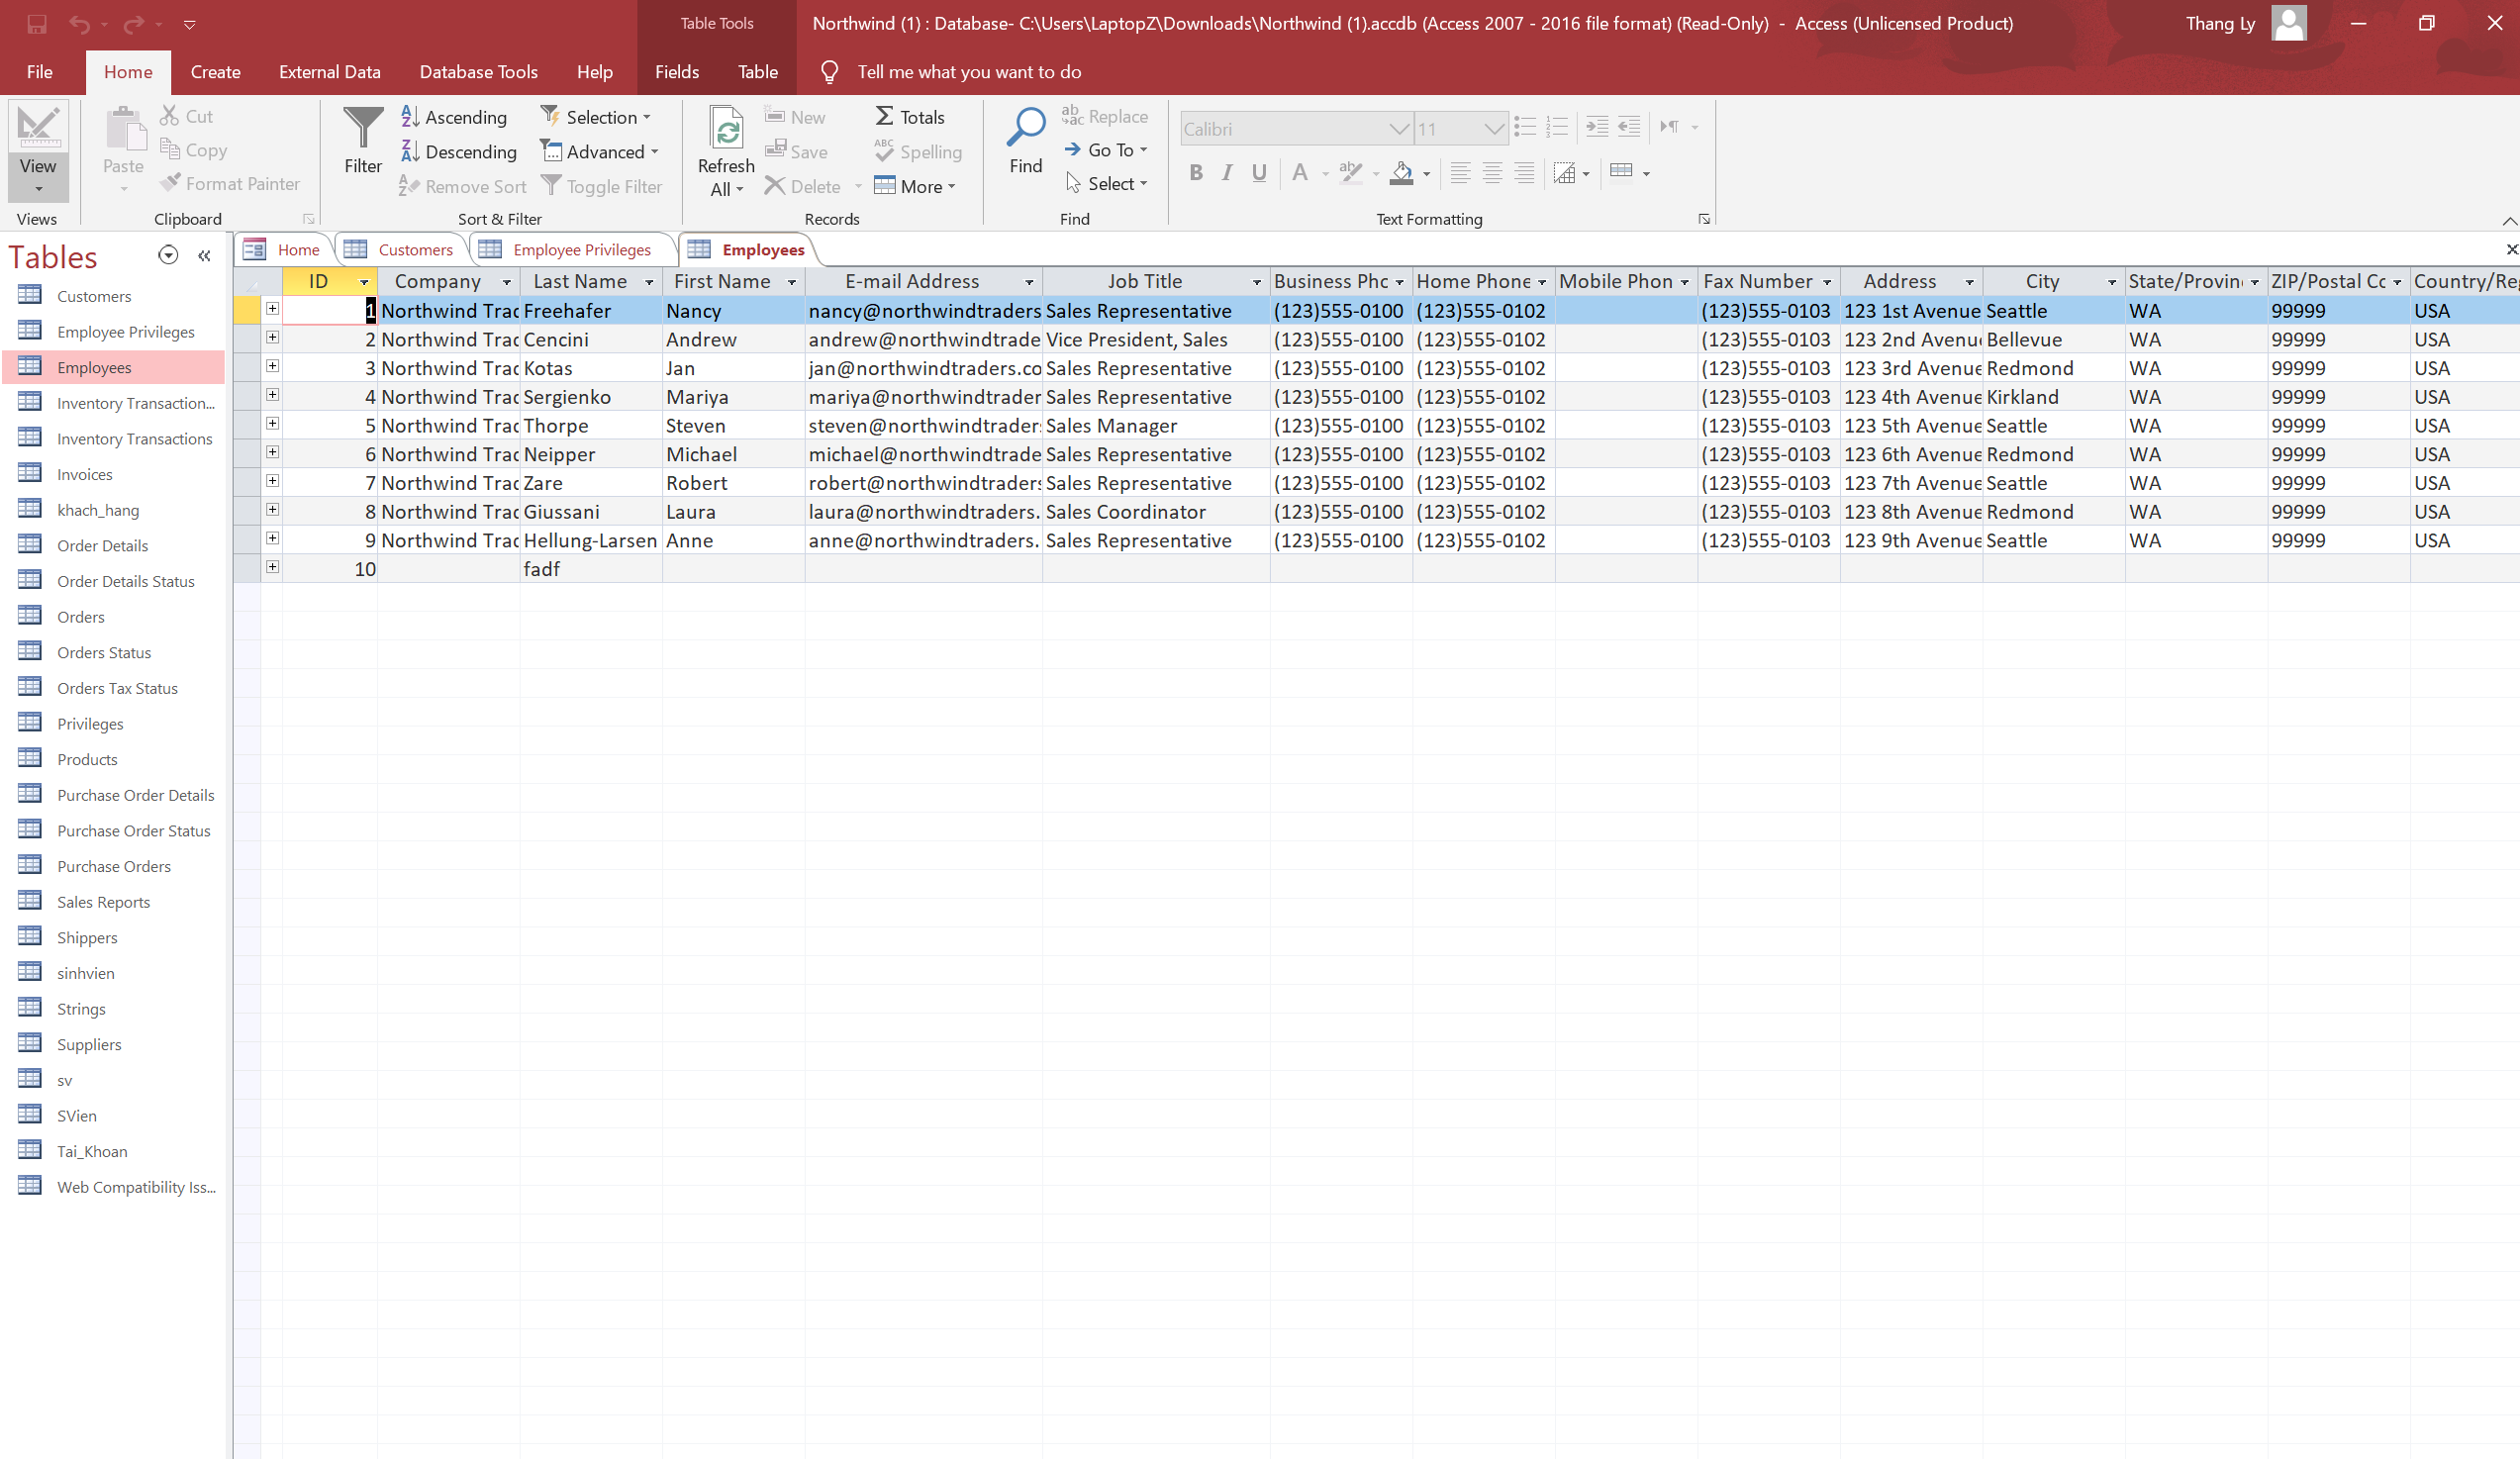 Table Tools
Northwind (1) : Database- C:\Users\LaptopZ\Downloads\Northwind (1).accdb (Access 2007 - 2016 file format) (Read-Only) - Access (Unlicensed Product)
Thang Ly
File Home Create External Data Database Tools Help Fields Table Tell me what you want to do
View
Views
Paste
Cut
Copy
Format Painter
Clipboard
Filter
Ascending
Descending
Remove Sort
Selection
Advanced
Toggle Filter
Sort & Filter
Refresh
All
New
Save
Delete
Totals
Spelling
More
Records
Find
Replace
Go To
Select
Find
Calibri 11
B I U A
Text Formatting
Tables
Customers
Employee Privileges
Employees
Inventory Transaction...
Inventory Transactions
Invoices
khach_hang
Order Details
Order Details Status
Orders
Orders Status
Orders Tax Status
Privileges
Products
Purchase Order Details
Purchase Order Status
Purchase Orders
Sales Reports
Shippers
sinhvien
Strings
Suppliers
sv
SVien
Tai_Khoan
Web Compatibility Iss...
Home Customers Employee Privileges Employees
ID Company Last Name First Name E-mail Address Job Title Business Phc Home Phone Mobile Phon Fax Number Address City State/Provin ZIP/Postal Cc Country/Reg
1 Northwind Trac Freehafer Nancy nancy@northwindtraders Sales Representative (123)555-0100 (123)555-0102 (123)555-0103 123 1st Avenue Seattle WA 99999 USA
2 Northwind Trac Cencini Andrew andrew@northwindtrade Vice President, Sales (123)555-0100 (123)555-0102 (123)555-0103 123 2nd Avenu Bellevue WA 99999 USA
3 Northwind Trac Kotas Jan jan@northwindtraders.co Sales Representative (123)555-0100 (123)555-0102 (123)555-0103 123 3rd Avenue Redmond WA 99999 USA
4 Northwind Trac Sergienko Mariya mariya@northwindtrader Sales Representative (123)555-0100 (123)555-0102 (123)555-0103 123 4th Avenue Kirkland WA 99999 USA
5 Northwind Trac Thorpe Steven steven@northwindtraders Sales Manager (123)555-0100 (123)555-0102 (123)555-0103 123 5th Avenue Seattle WA 99999 USA
6 Northwind Trac Neipper Michael michael@northwindtrade Sales Representative (123)555-0100 (123)555-0102 (123)555-0103 123 6th Avenue Redmond WA 99999 USA
7 Northwind Trac Zare Robert robert@northwindtraders Sales Representative (123)555-0100 (123)555-0102 (123)555-0103 123 7th Avenue Seattle WA 99999 USA
8 Northwind Trac Giussani Laura laura@northwindtraders. Sales Coordinator (123)555-0100 (123)555-0102 (123)555-0103 123 8th Avenue Redmond WA 99999 USA
9 Northwind Trac Hellung-Larsen Anne anne@northwindtraders. Sales Representative (123)555-0100 (123)555-0102 (123)555-0103 123 9th Avenue Seattle WA 99999 USA
10 fadf